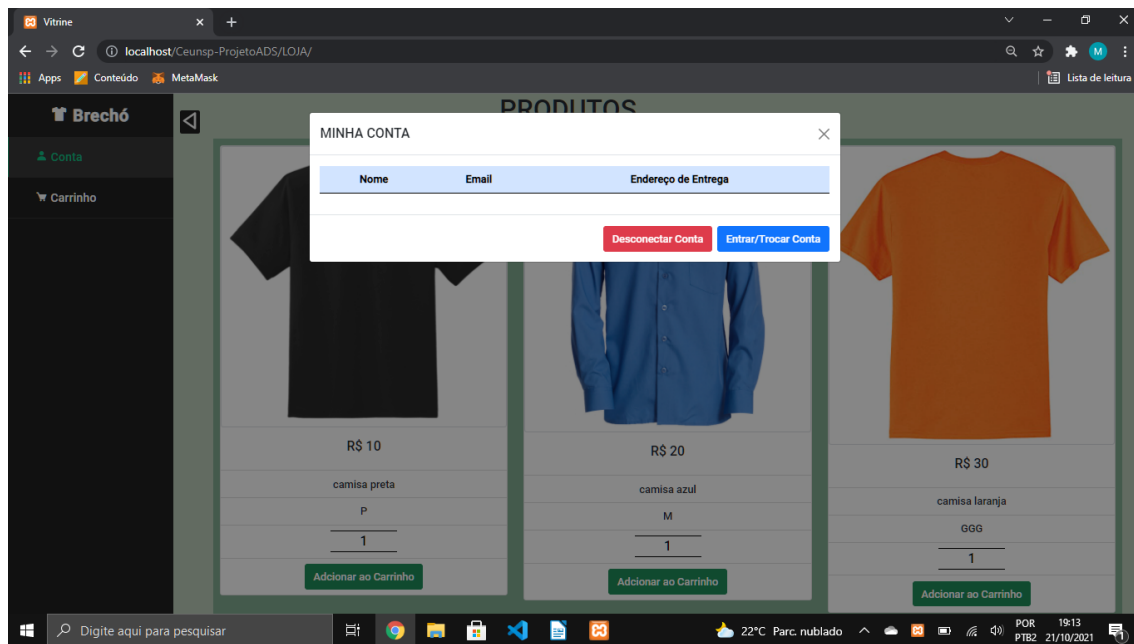 Vitrine
localhost/Ceunsp-ProjetoADS/LOJA/
M
Apps Conteúdo MetaMask Lista de leitura
Brechó
PRODUTOS
Conta
Carrinho
MINHA CONTA
Nome Email Endereço de Entrega
Desconectar Conta Entrar/Trocar Conta
R$ 10
camisa preta
P
1
Adcionar ao Carrinho
R$ 20
camisa azul
M
1
Adcionar ao Carrinho
R$ 30
camisa laranja
GGG
1
Adcionar ao Carrinho
Digite aqui para pesquisar
22°C Parc. nublado
POR 19:13
PTB2 21/10/2021
1